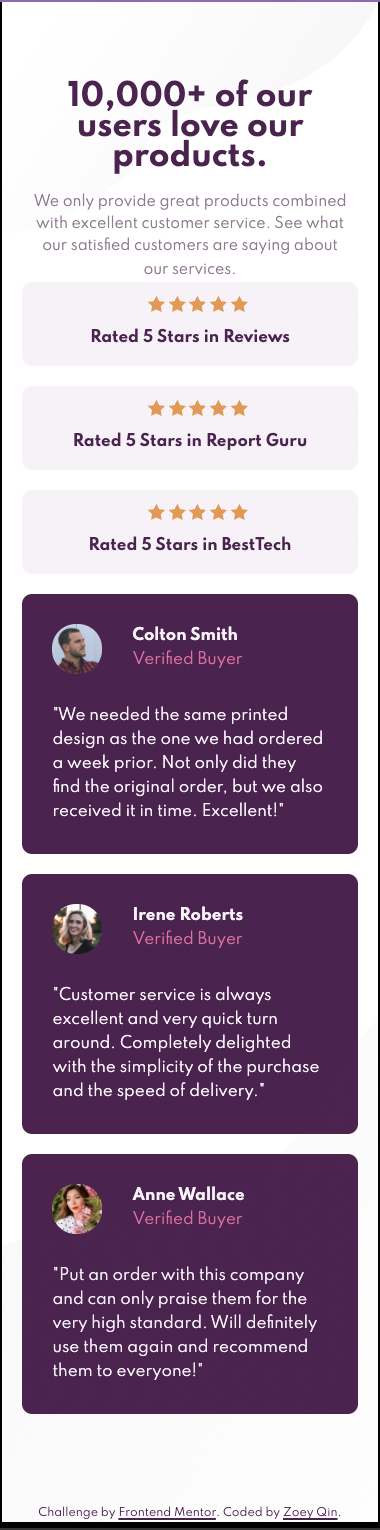 10,000+ of our
users love our
products.
We only provide great products combined
with excellent customer service. See what
our satisfied customers are saying about
our services.
Rated 5 Stars in Reviews
Rated 5 Stars in Report Guru
Rated 5 Stars in BestTech
Colton Smith
Verified Buyer
"We needed the same printed
design as the one we had ordered
a week prior. Not only did they
find the original order, but we also
received it in time. Excellent!"
Irene Roberts
Verified Buyer
"Customer service is always
excellent and very quick turn
around. Completely delighted
with the simplicity of the purchase
and the speed of delivery."
Anne Wallace
Verified Buyer
"Put an order with this company
and can only praise them for the
very high standard. Will definitely
use them again and recommend
them to everyone!"
Challenge by Frontend Mentor. Coded by Zoey Qin.